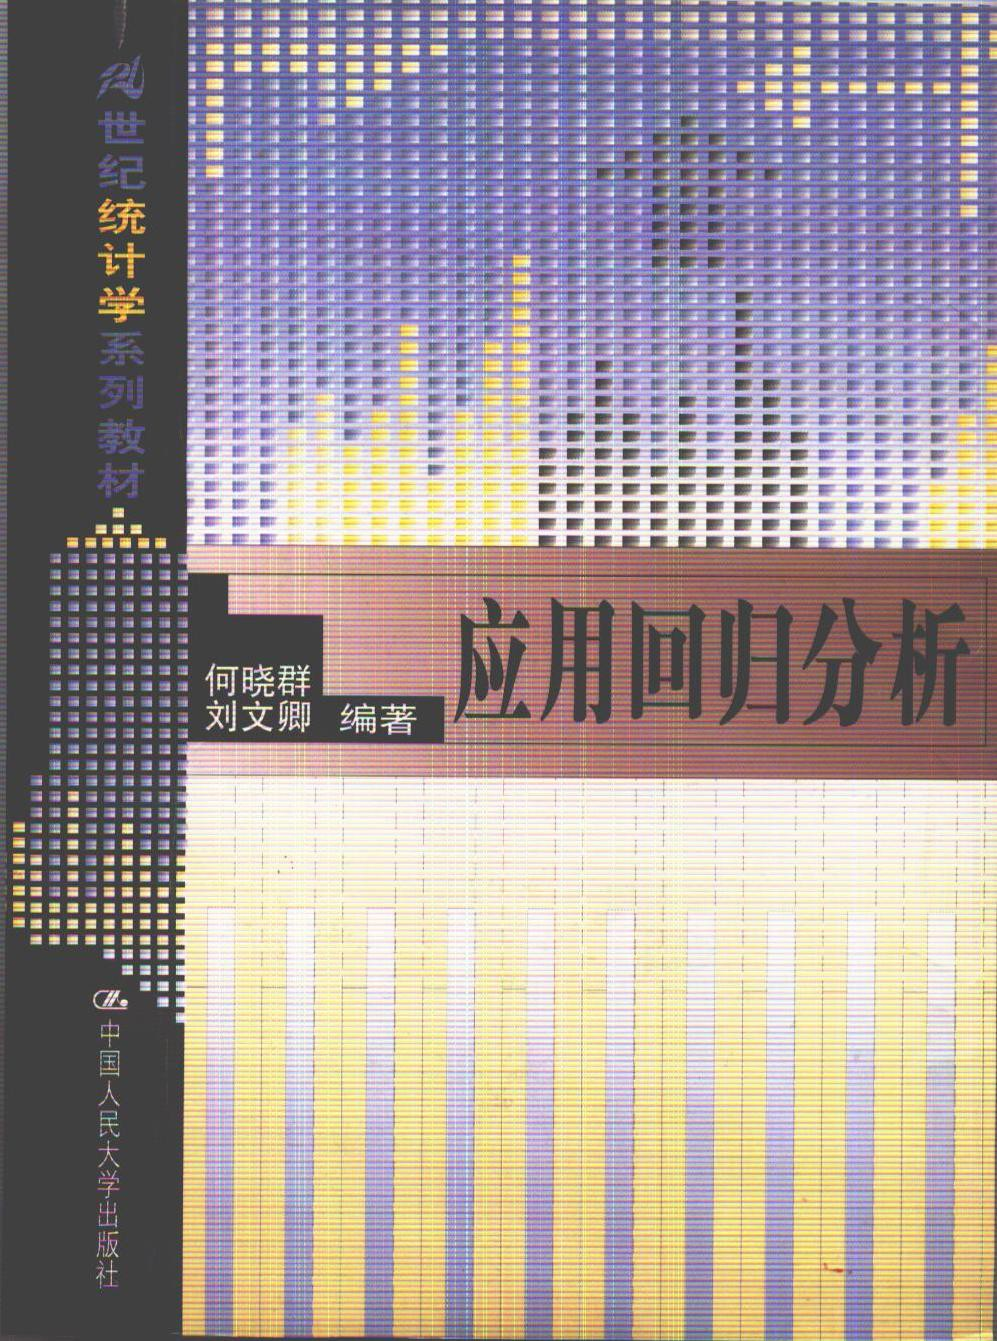 21世纪统计学系列教材
应用回归分析
何晓群
刘文卿 编著
中国人民大学出版社